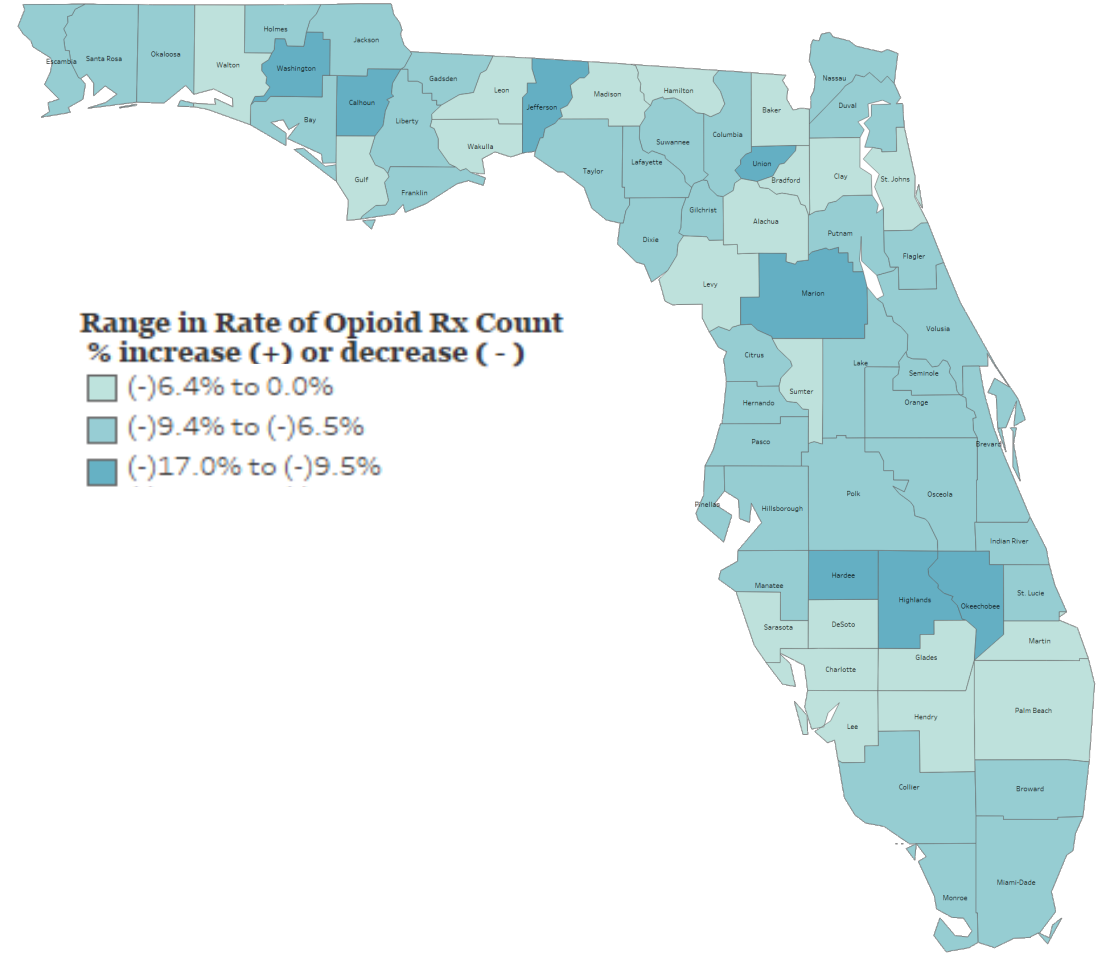 Holmes
Jackson
Escambia
Santa Rosa
Okaloosa
Walton
Washington
Gadsden
Calhoun
Leon
Jefferson
Madison
Hamilton
Nassau
Bay
Liberty
Baker
Duval
Wakulla
Suwannee
Columbia
Gulf
Franklin
Taylor
Lafayette
Union
Bradford
Clay
St. Johns
Gilchrist
Alachua
Dixie
Putnam
Flagler
Levy
Marion
Range in Rate of Opioid Rx Count
% increase (+) or decrease ( - )
(-)6.4% to 0.0%
(-)9.4% to (-)6.5%
(-)17.0% to (-)9.5%
Volusia
Citrus
Lake
Seminole
Sumter
Hernando
Orange
Pasco
Brevard
Pinellas
Hillsborough
Polk
Osceola
Indian River
Manatee
Hardee
Highlands
Okeechobee
St. Lucie
Sarasota
DeSoto
Martin
Glades
Charlotte
Lee
Hendry
Palm Beach
Collier
Broward
Monroe
Miami-Dade